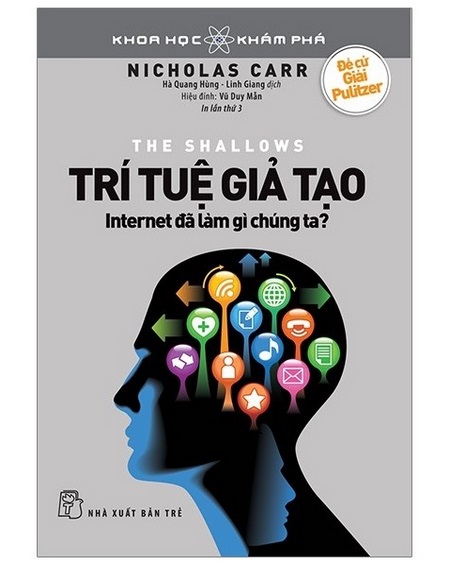 KHOA HỌC KHÁM PHÁ
NICHOLAS CARR
Hà Quang Hùng - Linh Giang dịch
Hiệu đính: Vũ Duy Mẫn
In lần thứ 3
Đề cử
Giải
Pulitzer
THE SHALLOWS
TRÍ TUỆ GIẢ TẠO
Internet đã làm gì chúng ta?
NHÀ XUẤT BẢN TRẺ